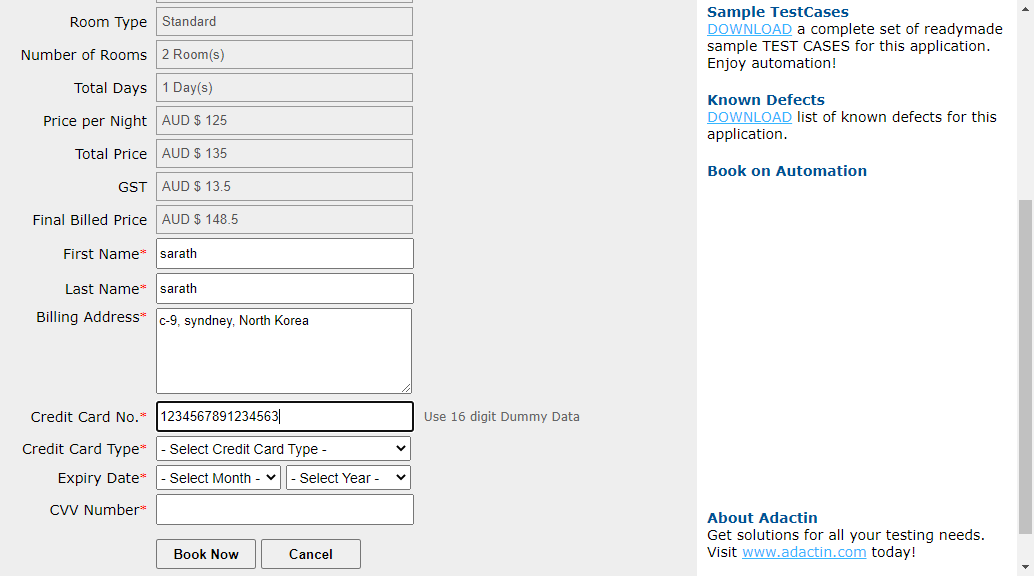 Room Type Standard
Number of Rooms 2 Room(s)
Total Days 1 Day(s)
Price per Night AUD $ 125
Total Price AUD $ 135
GST AUD $ 13.5
Final Billed Price AUD $ 148.5
First Name* sarath
Last Name* sarath
Billing Address* c-9, syndney, North Korea
Credit Card No.* 1234567891234563 Use 16 digit Dummy Data
Credit Card Type* - Select Credit Card Type -
Expiry Date* - Select Month - - Select Year -
CVV Number*
Book Now Cancel
Sample TestCases
DOWNLOAD a complete set of readymade
sample TEST CASES for this application.
Enjoy automation!
Known Defects
DOWNLOAD list of known defects for this
application.
Book on Automation
About Adactin
Get solutions for all your testing needs.
Visit www.adactin.com today!